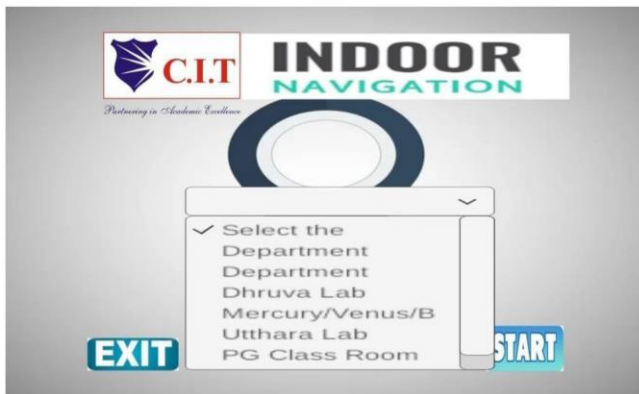 C.I.T
INDOOR
NAVIGATION
Partnering in Academic Excellence
Select the
Department
Department
Dhruva Lab
Mercury/Venus/B
Utthara Lab
PG Class Room
EXIT
START